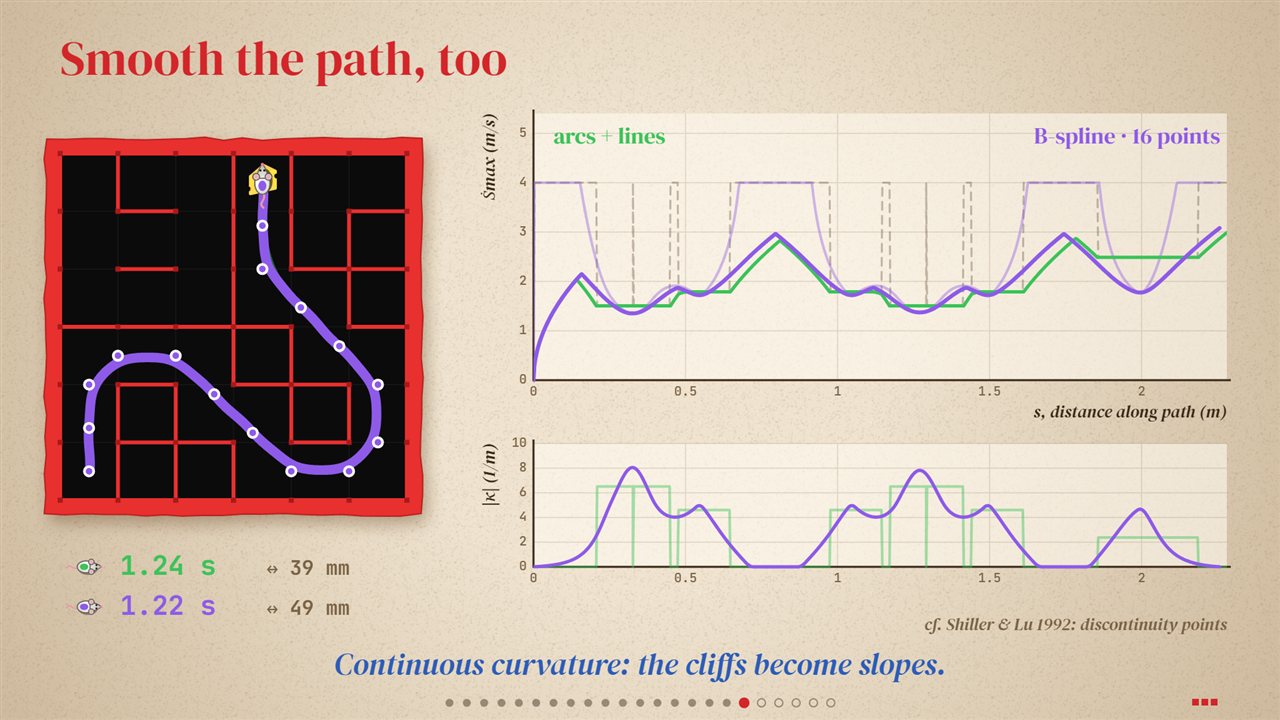 Smooth the path, too
Ṡmax (m/s)
arcs + lines
B-spline · 16 points
5
4
3
2
1
0
0
0.5
1
1.5
2
s, distance along path (m)
|κ| (1/m)
10
8
6
4
2
0
0
0.5
1
1.5
2
1.24 s ↔ 39 mm
1.22 s ↔ 49 mm
cf. Shiller & Lu 1992: discontinuity points
Continuous curvature: the cliffs become slopes.